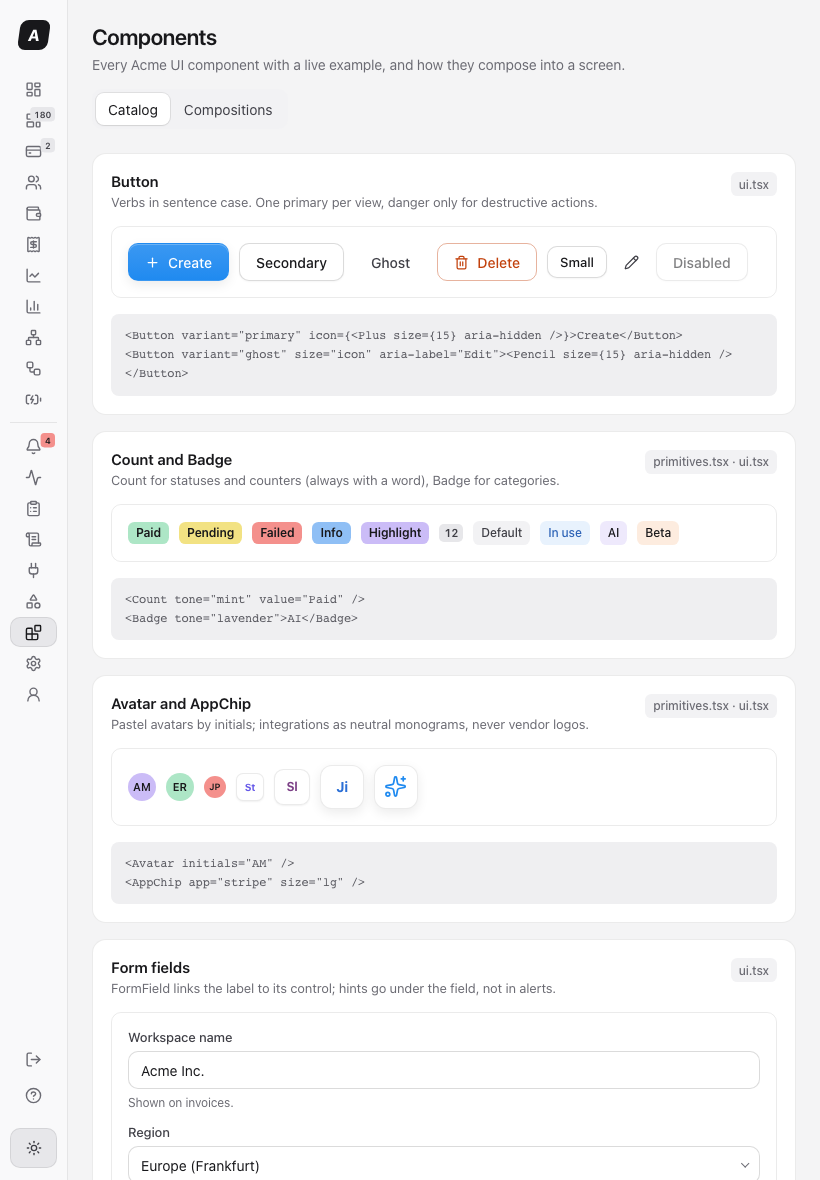 A
180
2
4
Components
Every Acme UI component with a live example, and how they compose into a screen.
Catalog
Compositions
Button
ui.tsx
Verbs in sentence case. One primary per view, danger only for destructive actions.
Create
Secondary
Ghost
Delete
Small
Disabled
<Button variant="primary" icon={<Plus size={15} aria-hidden />}>Create</Button>
<Button variant="ghost" size="icon" aria-label="Edit"><Pencil size={15} aria-hidden />
</Button>
Count and Badge
primitives.tsx · ui.tsx
Count for statuses and counters (always with a word), Badge for categories.
Paid
Pending
Failed
Info
Highlight
12
Default
In use
AI
Beta
<Count tone="mint" value="Paid" />
<Badge tone="lavender">AI</Badge>
Avatar and AppChip
primitives.tsx · ui.tsx
Pastel avatars by initials; integrations as neutral monograms, never vendor logos.
AM
ER
JP
St
Sl
Ji
<Avatar initials="AM" />
<AppChip app="stripe" size="lg" />
Form fields
ui.tsx
FormField links the label to its control; hints go under the field, not in alerts.
Workspace name
Acme Inc.
Shown on invoices.
Region
Europe (Frankfurt)